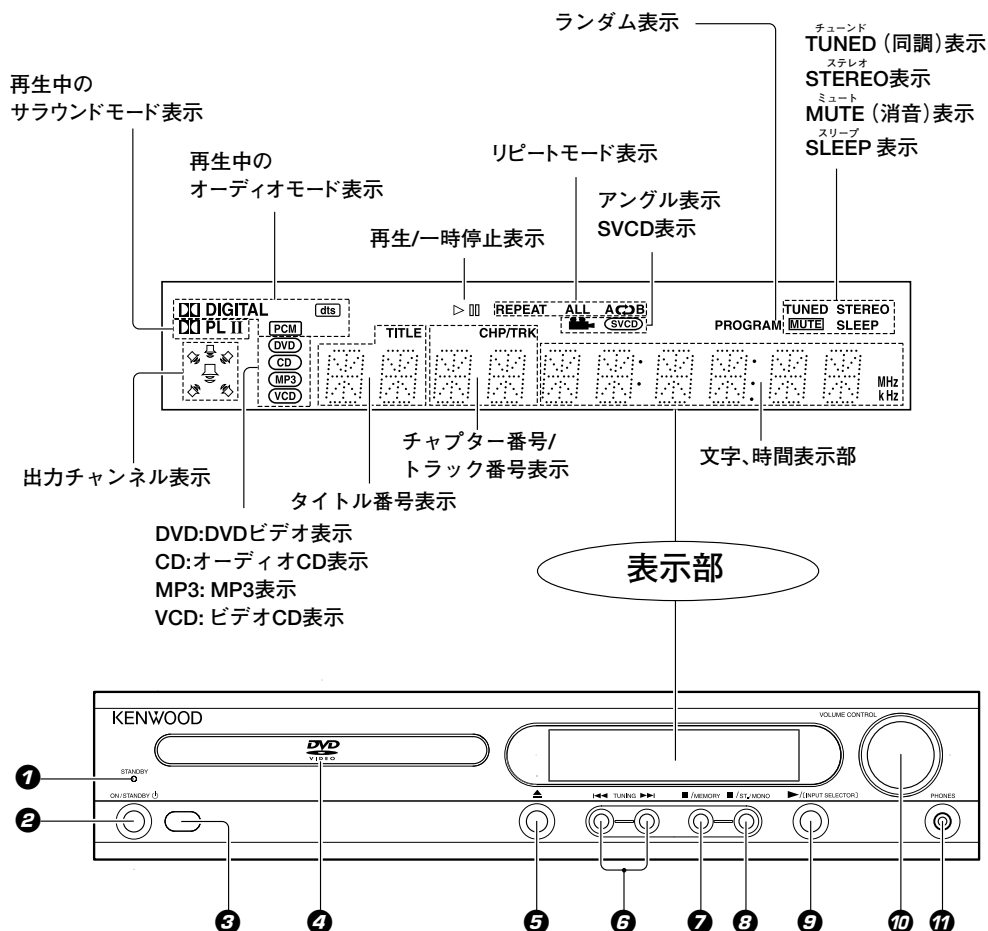 ランダム表示
チューンド
TUNED（同調）表示
ステレオ
STEREO表示
ミュート
MUTE（消音）表示
スリープ
SLEEP 表示
再生中の
サラウンドモード表示
再生中の
オーディオモード表示
リピートモード表示
アングル表示
SVCD表示
再生/一時停止表示
DIGITAL dts
PL II
PCM
DVD
CD
MP3
VCD
REPEAT ALL A B
SVCD
PROGRAM
TUNED STEREO
MUTE SLEEP
TITLE
CHP/TRK
MHz
kHz
出力チャンネル表示
チャプター番号/
トラック番号表示
文字、時間表示部
タイトル番号表示
DVD:DVDビデオ表示
CD:オーディオCD表示
MP3: MP3表示
VCD: ビデオCD表示
表示部
KENWOOD
DVD
VIDEO
VOLUME CONTROL
STANDBY
ON/STANDBY
TUNING
■/MEMORY
■/ST./MONO
►/(INPUT SELECTOR)
PHONES
1
2
3 4 5 6 7 8 9 10 11